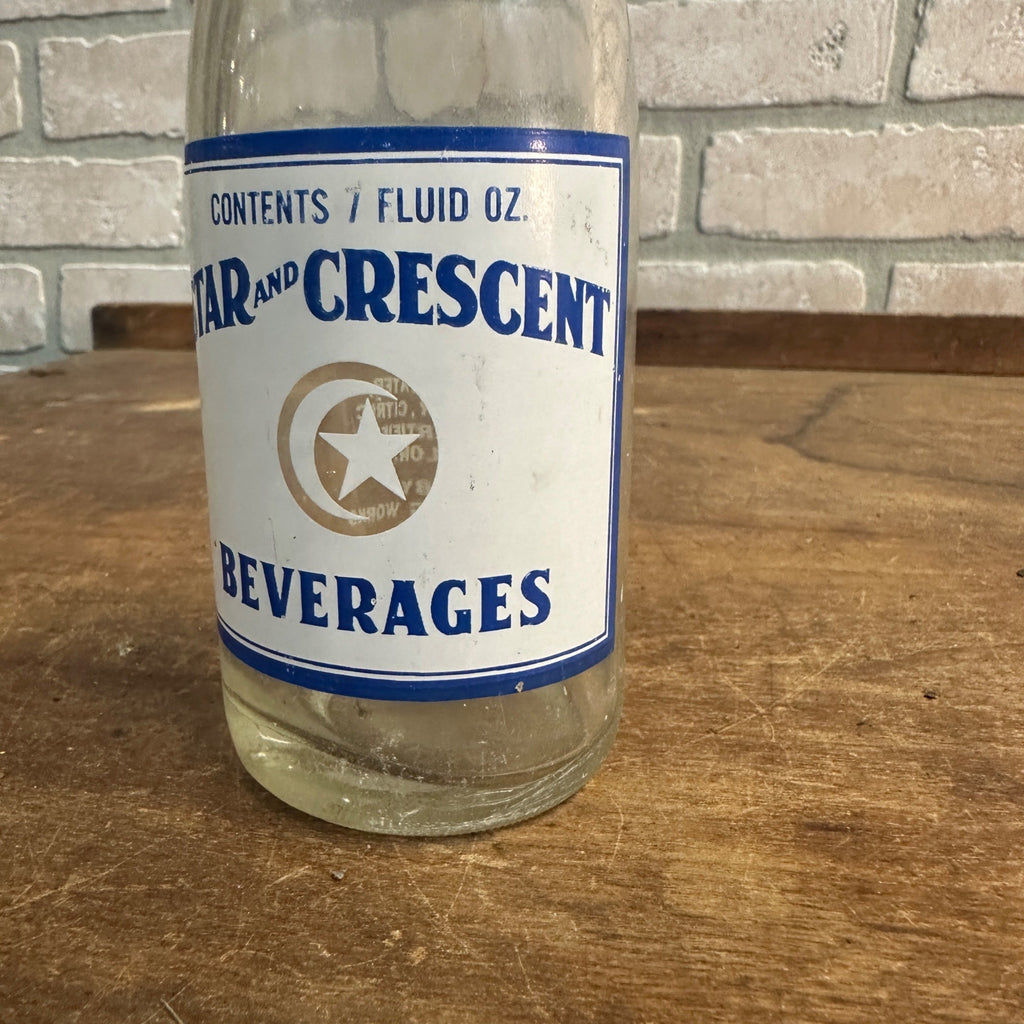 CONTENTS 7 FLUID OZ.
STAR AND CRESCENT
BEVERAGES